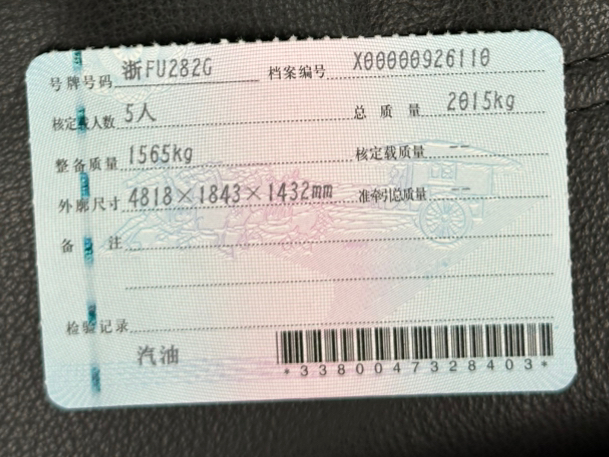 号牌号码 浙FU282G 档案编号 X00000926110
核定载人数 5人 总质量 2015kg
整备质量 1565kg 核定载质量 --
外廓尺寸 4818×1843×1432mm 准牵引总质量 --
备注
检验记录
汽油
*3380047328403*